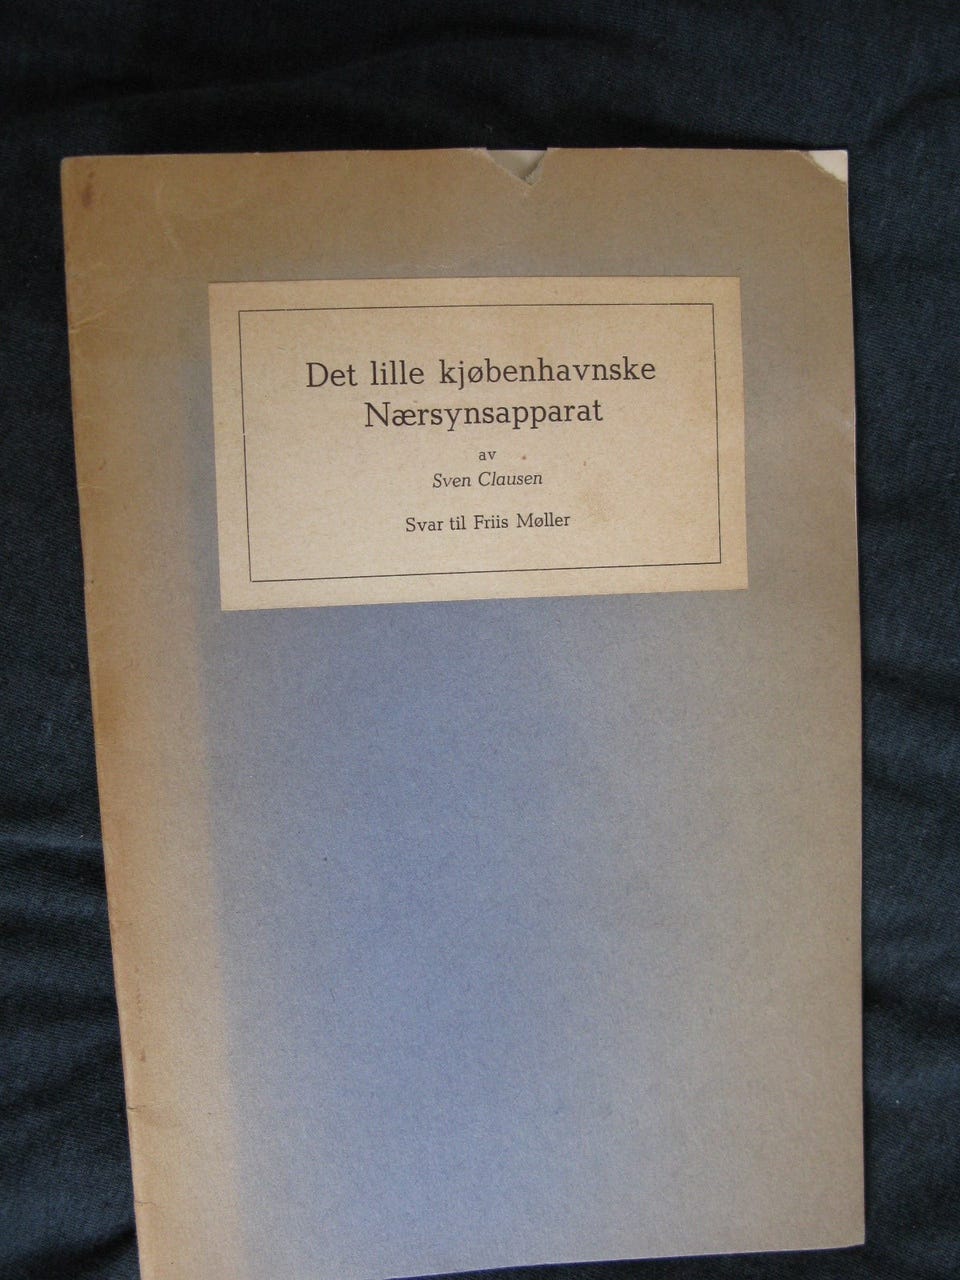 Det lille kjøbenhavnske
Nærsynsapparat
av
Sven Clausen
Svar til Friis Møller